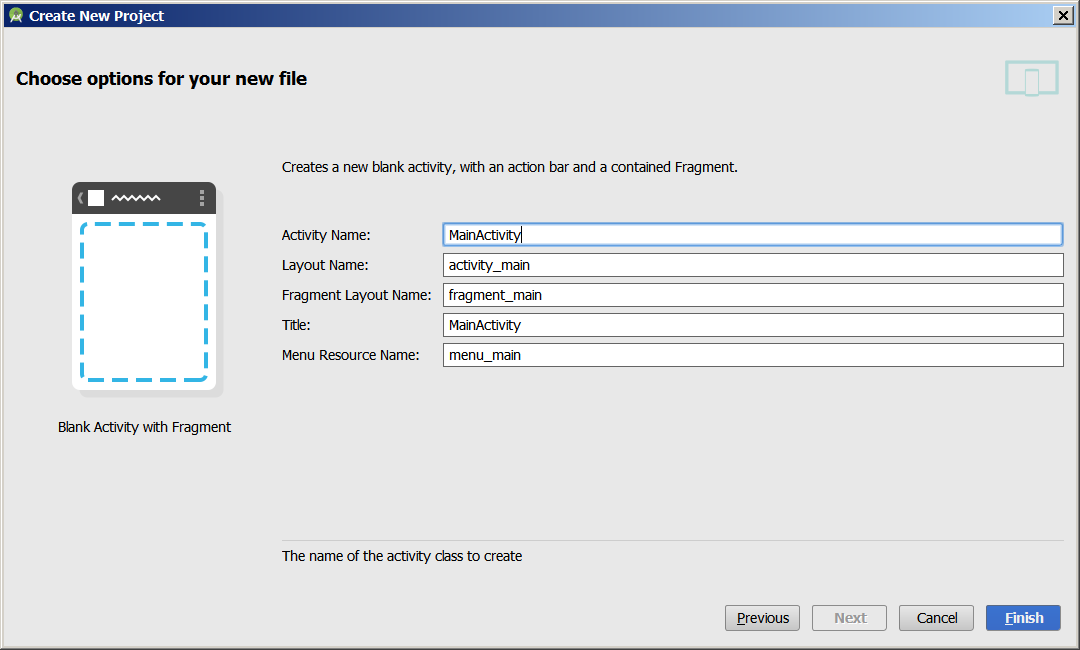 Create New Project
Choose options for your new file
Creates a new blank activity, with an action bar and a contained Fragment.
Activity Name: MainActivity
Layout Name: activity_main
Fragment Layout Name: fragment_main
Title: MainActivity
Menu Resource Name: menu_main
Blank Activity with Fragment
The name of the activity class to create
Previous Next Cancel Finish